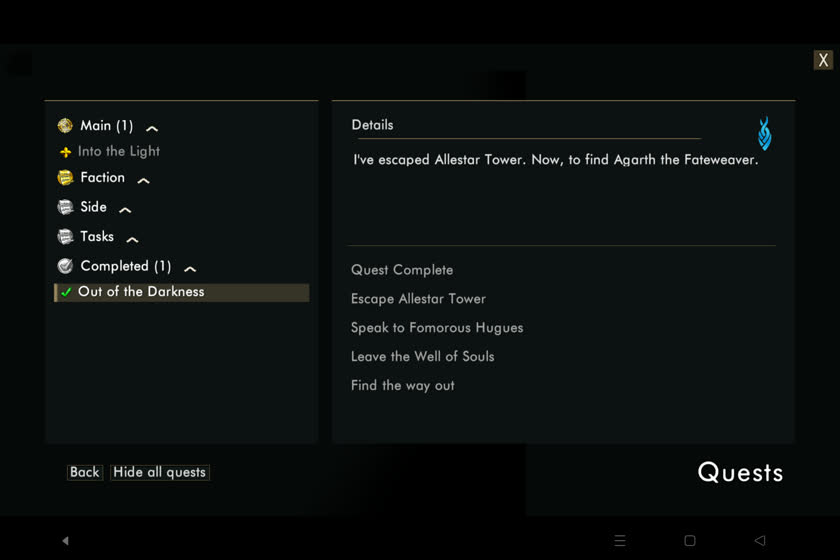 X
Main (1)
Into the Light
Faction
Side
Tasks
Completed (1)
Out of the Darkness
Details
I've escaped Allestar Tower. Now, to find Agarth the Fateweaver.
Quest Complete
Escape Allestar Tower
Speak to Fomorous Hugues
Leave the Well of Souls
Find the way out
Back
Hide all quests
Quests